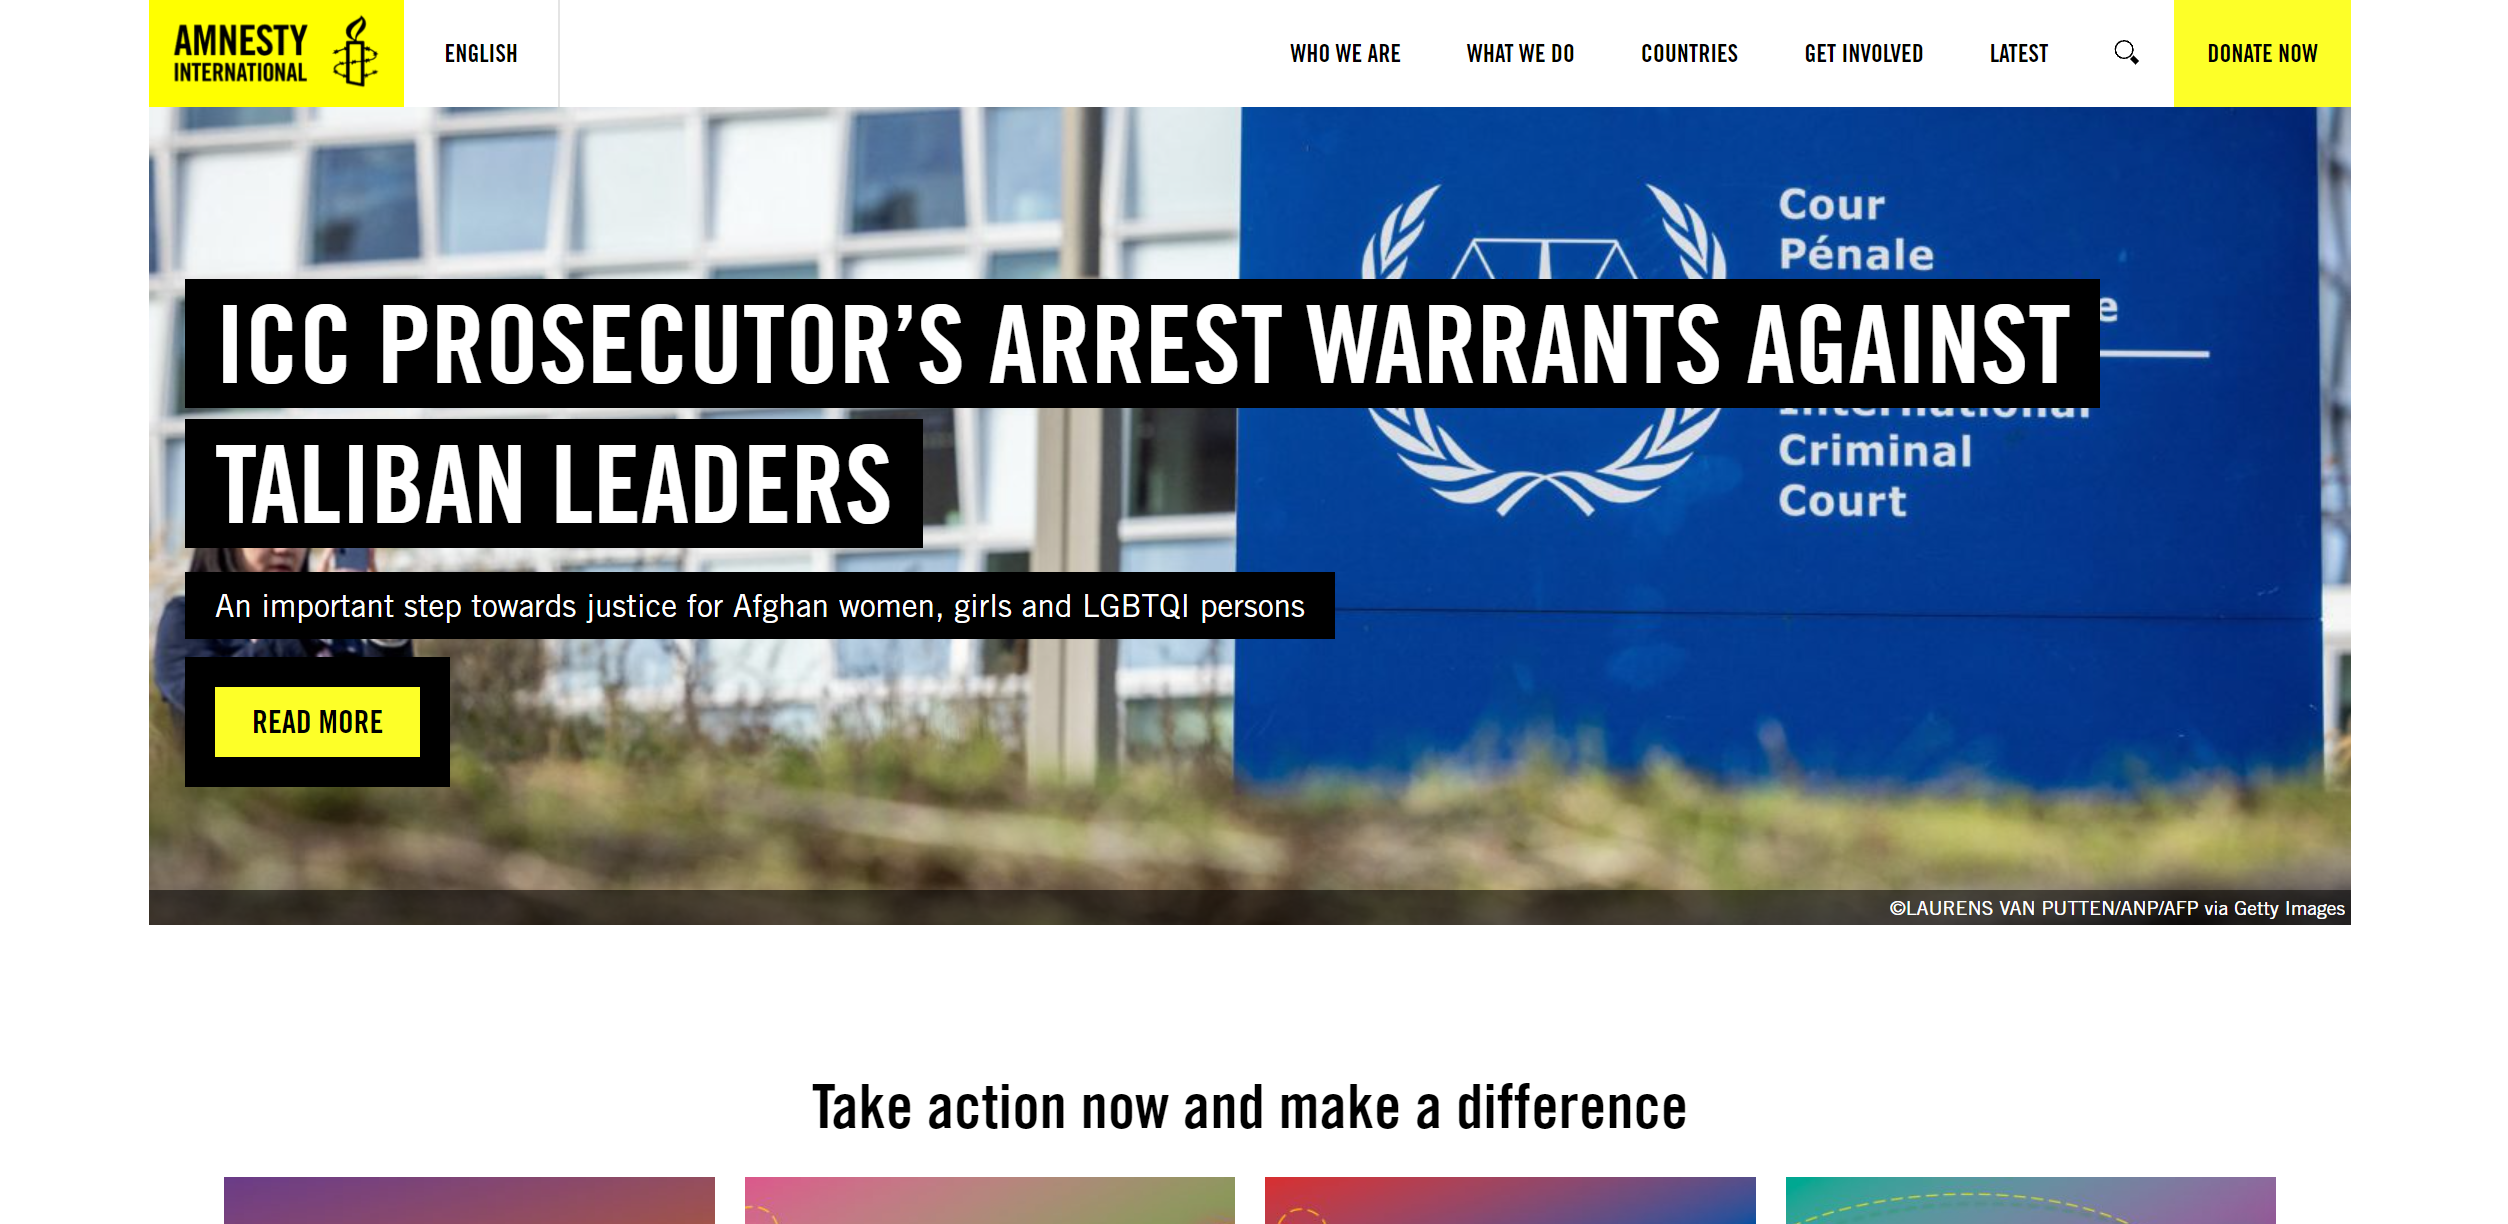 AMNESTY
INTERNATIONAL
ENGLISH
WHO WE ARE
WHAT WE DO
COUNTRIES
GET INVOLVED
LATEST
DONATE NOW
Cour
Pénale
ICC PROSECUTOR’S ARREST WARRANTS AGAINST
TALIBAN LEADERS
International
Criminal
Court
An important step towards justice for Afghan women, girls and LGBTQI persons
READ MORE
©LAURENS VAN PUTTEN/ANP/AFP via Getty Images
Take action now and make a difference